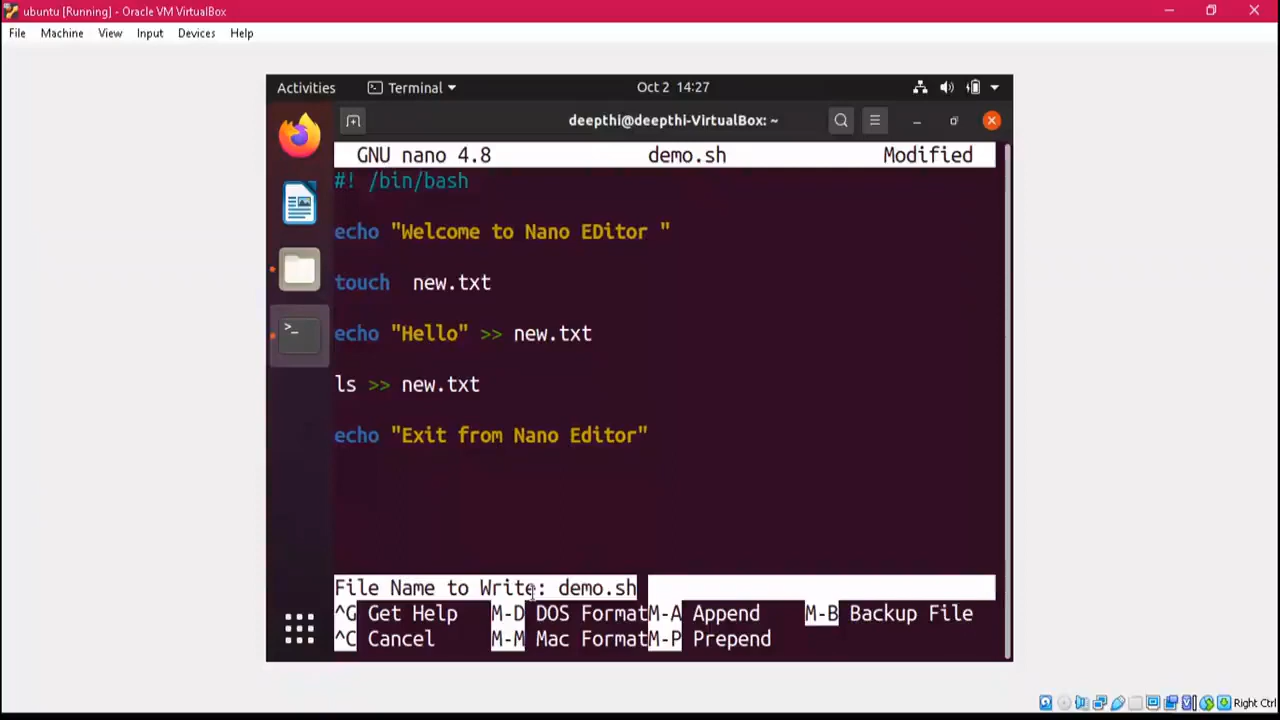 ubuntu [Running] - Oracle VM VirtualBox
File Machine View Input Devices Help
Activities Terminal Oct 2 14:27
deepthi@deepthi-VirtualBox: ~
GNU nano 4.8 demo.sh Modified
#! /bin/bash
echo "Welcome to Nano EDitor "
touch  new.txt
echo "Hello" >> new.txt
ls >> new.txt
echo "Exit from Nano Editor"
File Name to Write: demo.sh
^G Get Help M-D DOS Format M-A Append M-B Backup File
^C Cancel M-M Mac Format M-P Prepend
Right Ctrl